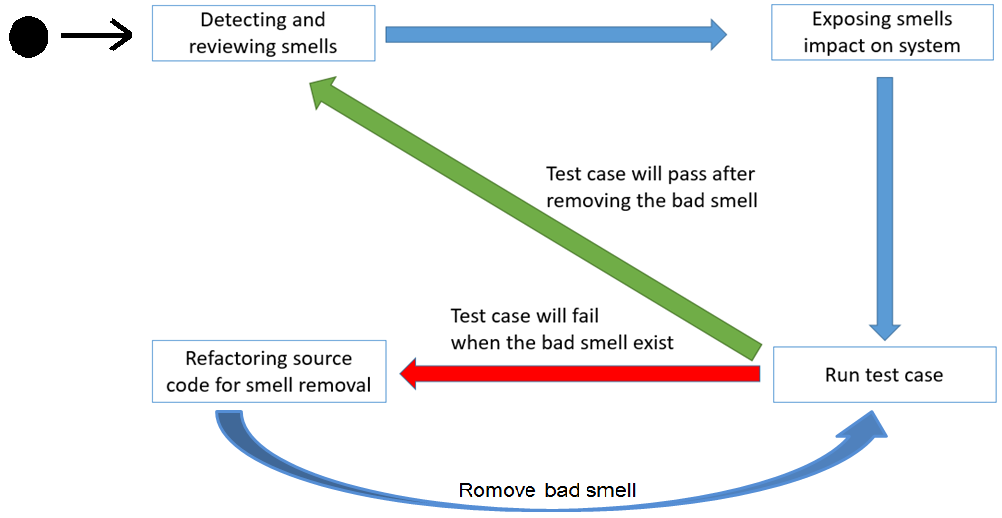 Detecting and
reviewing smells
Exposing smells
impact on system
Test case will pass after
removing the bad smell
Test case will fail
when the bad smell exist
Refactoring source
code for smell removal
Run test case
Romove bad smell